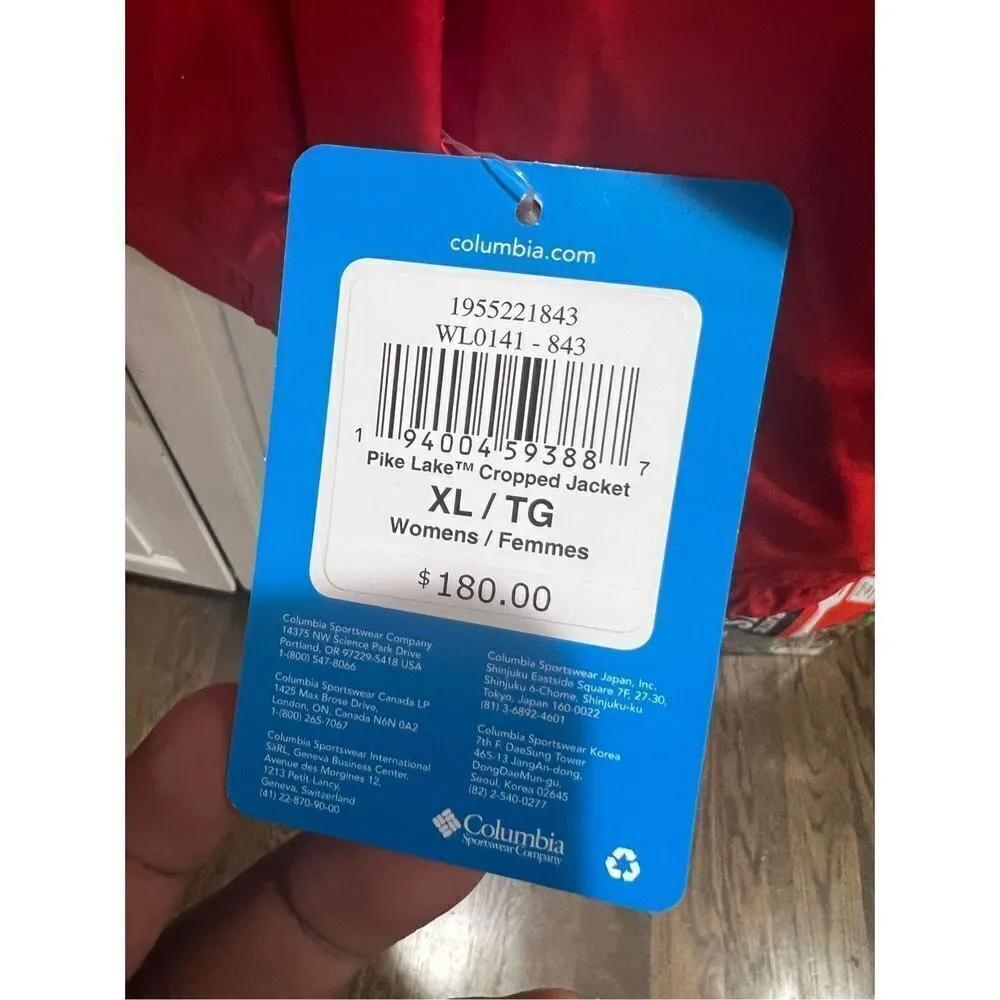 columbia.com
1955221843
WL0141 - 843
1 94004 59388 7
Pike Lake™ Cropped Jacket
XL / TG
Womens / Femmes
$180.00
Columbia Sportswear Company
14375 NW Science Park Drive
Portland, OR 97229-5418 USA
1-(800) 547-8066
Columbia Sportswear Canada LP
1425 Max Brose Drive,
London, ON, Canada N6N 0A2
1-(800) 265-7067
Columbia Sportswear International
SàRL, Geneva Business Center,
Avenue des Morgines 12,
1213 Petit-Lancy,
Geneva, Switzerland
(41) 22-870-90-00
Columbia Sportswear Japan, Inc.
Shinjuku Eastside Square 7F, 27-30,
Shinjuku 6-Chome, Shinjuku-ku
Tokyo, Japan 160-0022
(81) 3-6892-4601
Columbia Sportswear Korea
7th F, DaeSung Tower
465-13 JangAn-dong,
DongDaeMun-gu,
Seoul, Korea 02645
(82) 2-540-0277
Columbia
Sportswear Company